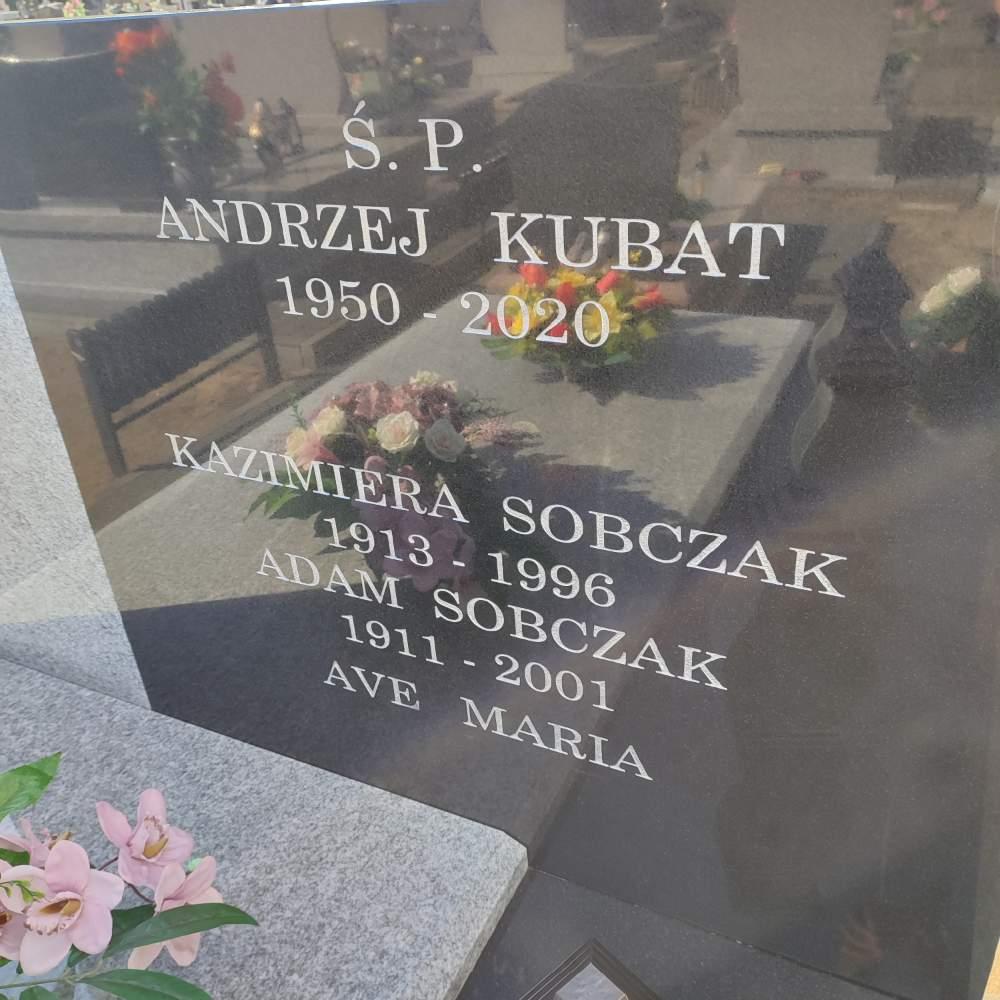 Ś. P.
ANDRZEJ KUBAT
1950 - 2020
KAZIMIERA SOBCZAK
1913 - 1996
ADAM SOBCZAK
1911 - 2001
AVE MARIA